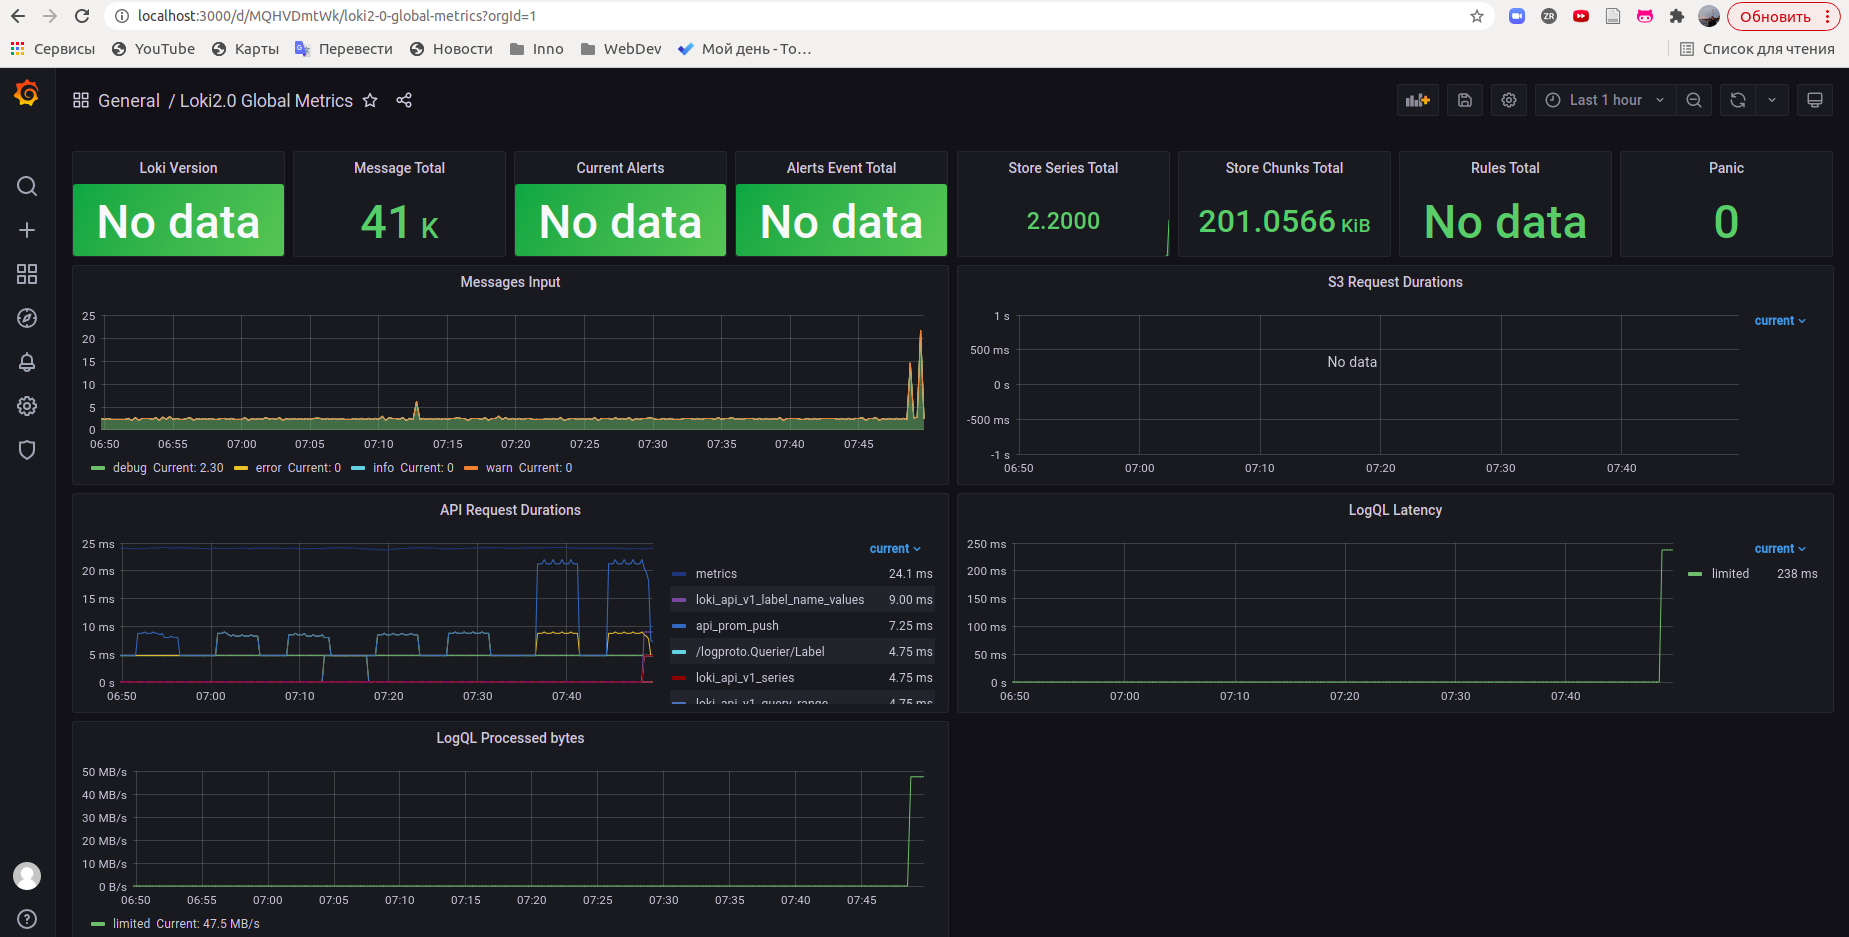 localhost:3000/d/MQHVDmtWk/loki2-0-global-metrics?orgId=1
ZR
Обновить
Сервисы YouTube Карты Перевести Новости Inno WebDev Мой день - To… Список для чтения
General / Loki2.0 Global Metrics
Last 1 hour
Loki Version
No data
Message Total
41 K
Current Alerts
No data
Alerts Event Total
No data
Store Series Total
2.2000
Store Chunks Total
201.0566 KiB
Rules Total
No data
Panic
0
Messages Input
25
20
15
10
5
0
06:50 06:55 07:00 07:05 07:10 07:15 07:20 07:25 07:30 07:35 07:40 07:45
debug Current: 2.30 error Current: 0 info Current: 0 warn Current: 0
S3 Request Durations
1 s
500 ms
0 s
-500 ms
-1 s
No data
06:50 07:00 07:10 07:20 07:30 07:40
current
API Request Durations
25 ms
20 ms
15 ms
10 ms
5 ms
0 s
06:50 07:00 07:10 07:20 07:30 07:40
current
metrics 24.1 ms
loki_api_v1_label_name_values 9.00 ms
api_prom_push 7.25 ms
/logproto.Querier/Label 4.75 ms
loki_api_v1_series 4.75 ms
loki_api_v1_query_range 4.75 ms
LogQL Latency
250 ms
200 ms
150 ms
100 ms
50 ms
0 s
06:50 07:00 07:10 07:20 07:30 07:40
current
limited 238 ms
LogQL Processed bytes
50 MB/s
40 MB/s
30 MB/s
20 MB/s
10 MB/s
0 B/s
06:50 06:55 07:00 07:05 07:10 07:15 07:20 07:25 07:30 07:35 07:40 07:45
limited Current: 47.5 MB/s